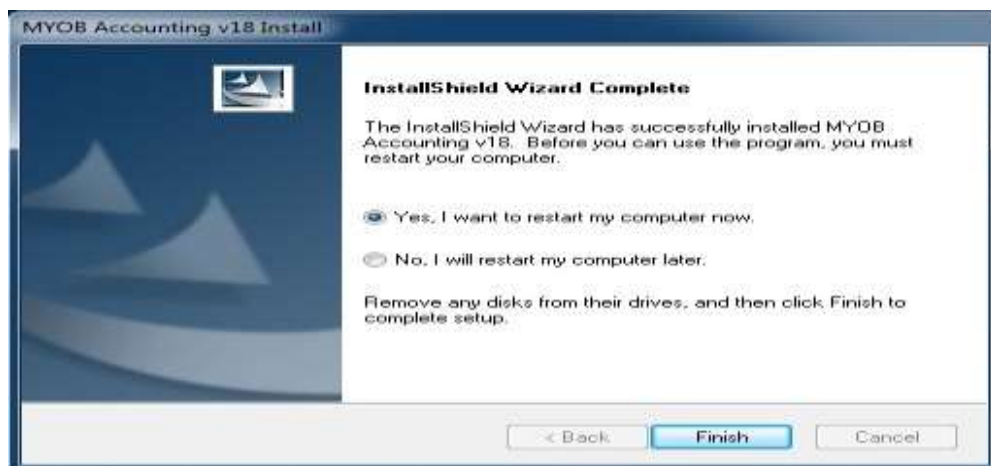 MYOB Accounting v18 Install
InstallShield Wizard Complete
The InstallShield Wizard has successfully installed MYOB
Accounting v18. Before you can use the program, you must
restart your computer.
Yes, I want to restart my computer now.
No, I will restart my computer later.
Remove any disks from their drives, and then click Finish to
complete setup.
< Back
Finish
Cancel